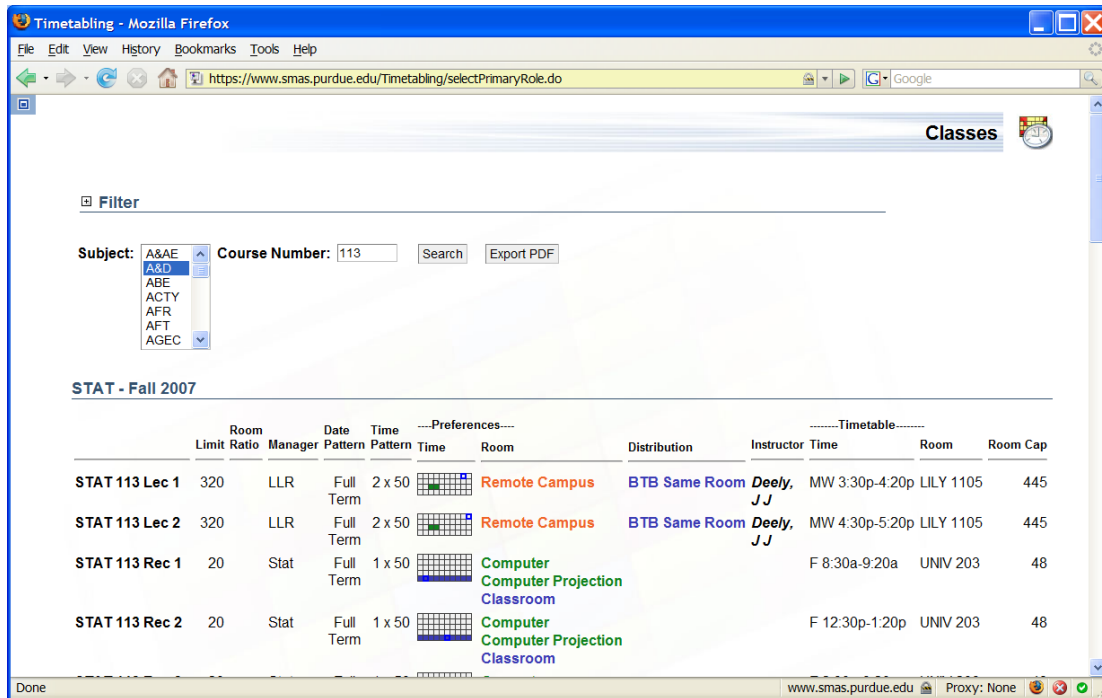 Timetabling - Mozilla Firefox
File Edit View History Bookmarks Tools Help
https://www.smas.purdue.edu/Timetabling/selectPrimaryRole.do
G Google
Classes
Filter
Subject: A&AE Course Number: 113 Search Export PDF
A&D
ABE
ACTY
AFR
AFT
AGEC
STAT - Fall 2007
Room Date Time ----Preferences---- --------Timetable--------
Limit Ratio Manager Pattern Pattern Time Room Distribution Instructor Time Room Room Cap
STAT 113 Lec 1 320 LLR Full 2 x 50 Remote Campus BTB Same Room Deely, MW 3:30p-4:20p LILY 1105 445
Term J J
STAT 113 Lec 2 320 LLR Full 2 x 50 Remote Campus BTB Same Room Deely, MW 4:30p-5:20p LILY 1105 445
Term J J
STAT 113 Rec 1 20 Stat Full 1 x 50 Computer F 8:30a-9:20a UNIV 203 48
Term Computer Projection
Classroom
STAT 113 Rec 2 20 Stat Full 1 x 50 Computer F 12:30p-1:20p UNIV 203 48
Term Computer Projection
Classroom
Done www.smas.purdue.edu Proxy: None